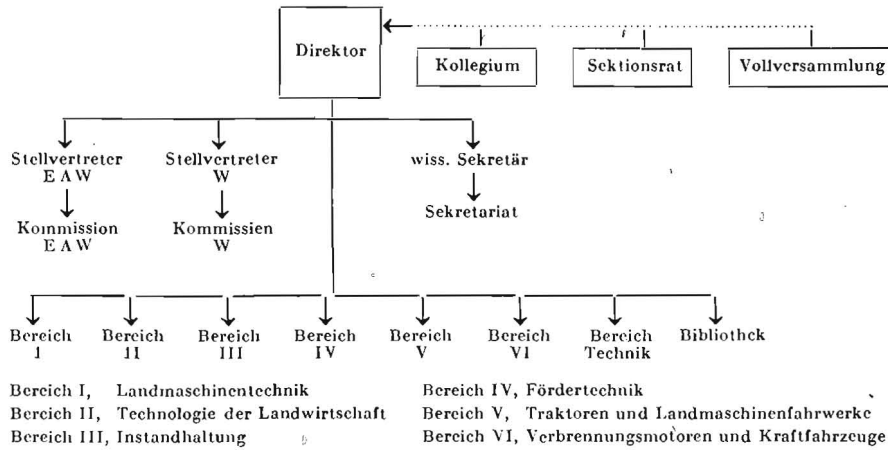 Direktor
Kollegium
Sektionsrat
Vollversammlung
Stellvertreter
EAW
Stellvertreter
W
wiss. Sekretär
Kommission
EAW
Kommission
W
Sekretariat
Bereich
I
Bereich
II
Bereich
III
Bereich
IV
Bereich
V
Bereich
VI
Bereich
Technik
Bibliothek
Bereich I, Landmaschinentechnik
Bereich II, Technologie der Landwirtschaft
Bereich III, Instandhaltung
Bereich IV, Fördertechnik
Bereich V, Traktoren und Landmaschinenfahrwerke
Bereich VI, Verbrennungsmotoren und Kraftfahrzeuge